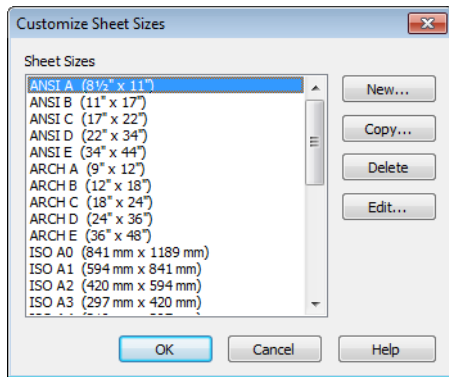 Customize Sheet Sizes
Sheet Sizes
ANSI A (8½" x 11")
ANSI B (11" x 17")
ANSI C (17" x 22")
ANSI D (22" x 34")
ANSI E (34" x 44")
ARCH A (9" x 12")
ARCH B (12" x 18")
ARCH C (18" x 24")
ARCH D (24" x 36")
ARCH E (36" x 48")
ISO A0 (841 mm x 1189 mm)
ISO A1 (594 mm x 841 mm)
ISO A2 (420 mm x 594 mm)
ISO A3 (297 mm x 420 mm)
New...
Copy...
Delete
Edit...
OK
Cancel
Help